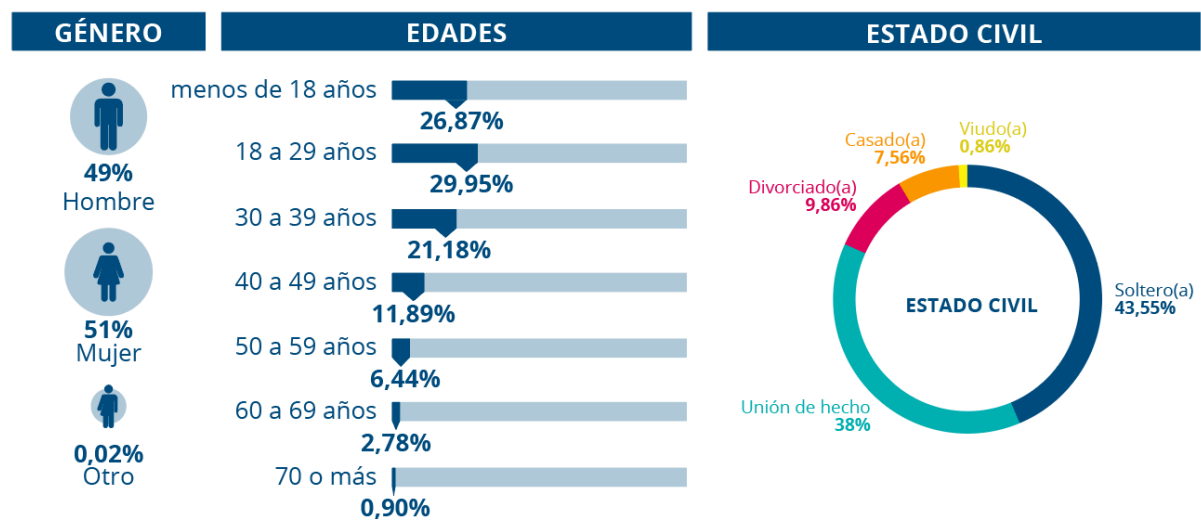 GÉNERO
49%
Hombre
51%
Mujer
0,02%
Otro
EDADES
menos de 18 años
26,87%
18 a 29 años
29,95%
30 a 39 años
21,18%
40 a 49 años
11,89%
50 a 59 años
6,44%
60 a 69 años
2,78%
70 o más
0,90%
ESTADO CIVIL
Viudo(a)
0,86%
Casado(a)
7,56%
Divorciado(a)
9,86%
Soltero(a)
43,55%
ESTADO CIVIL
Unión de hecho
38%